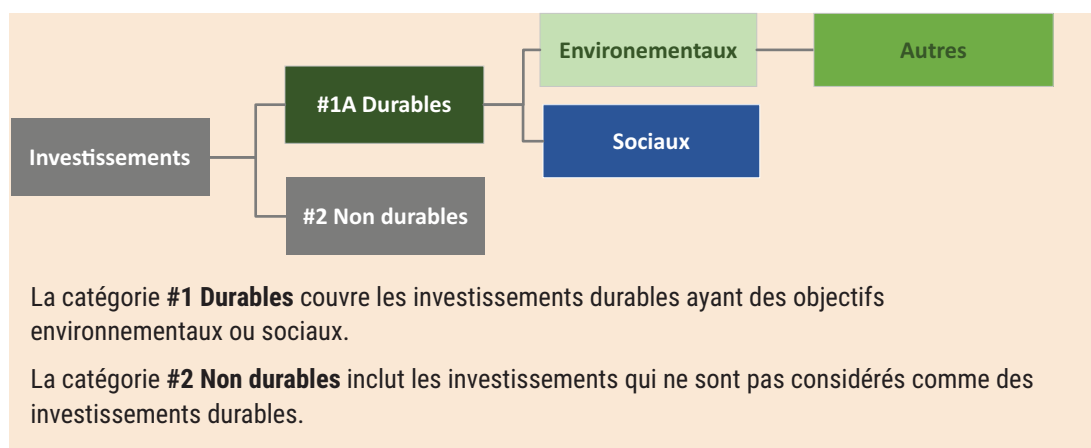 Environementaux
Autres
#1A Durables
Investissements
Sociaux
#2 Non durables
La catégorie #1 Durables couvre les investissements durables ayant des objectifs
environnementaux ou sociaux.
La catégorie #2 Non durables inclut les investissements qui ne sont pas considérés comme des
investissements durables.